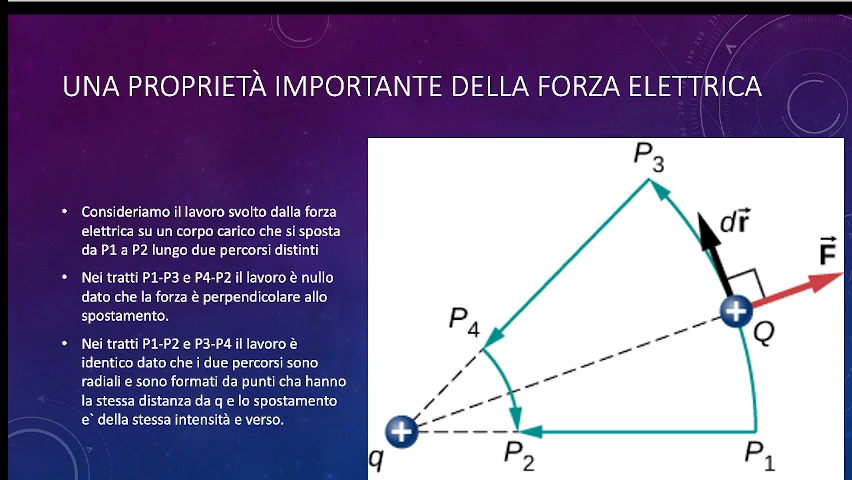 UNA PROPRIETÀ IMPORTANTE DELLA FORZA ELETTRICA
• Consideriamo il lavoro svolto dalla forza
elettrica su un corpo carico che si sposta
da P1 a P2 lungo due percorsi distinti
• Nei tratti P1-P3 e P4-P2 il lavoro è nullo
dato che la forza è perpendicolare allo
spostamento.
• Nei tratti P1-P2 e P3-P4 il lavoro è
identico dato che i due percorsi sono
radiali e sono formati da punti cha hanno
la stessa distanza da q e lo spostamento
e` della stessa intensità e verso.
P₃
dr⃗
F⃗
P₄
+
Q
+
q
P₂
P₁